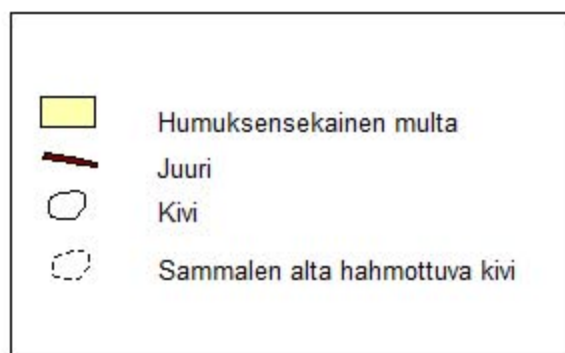 Humuksensekainen multa
Juuri
Kivi
Sammalen alta hahmottuva kivi